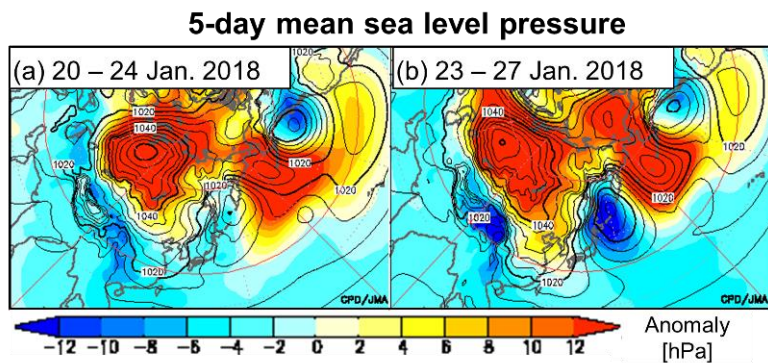 5-day mean sea level pressure
(a) 20 – 24 Jan. 2018
(b) 23 – 27 Jan. 2018
1020
1040
1020
1020
1020
1040
1020
1020
CPD/JMA
1040
1020
1020
1020
1040
1020
CPD/JMA
-12 -10 -8 -6 -4 -2 0 2 4 6 8 10 12
Anomaly
[hPa]